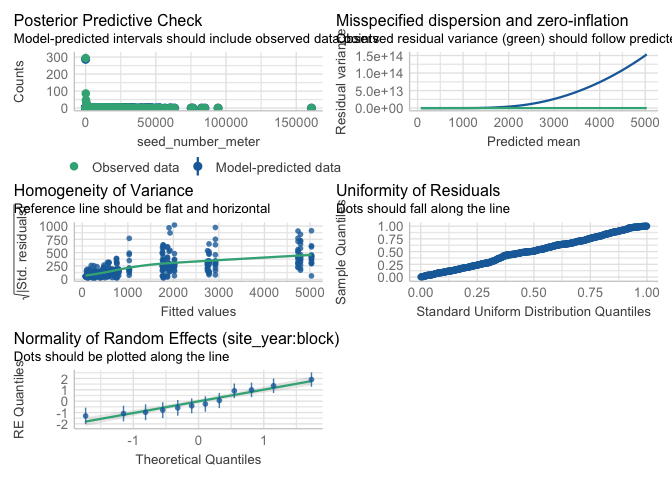 Posterior Predictive Check
Model-predicted intervals should include observed data points
Counts
300
200
100
0
0
50000
100000
150000
seed_number_meter
Observed data
Model-predicted data
Misspecified dispersion and zero-inflation
Observed residual variance (green) should follow predicte
Residual variance
1.5e+14
1.0e+14
5.0e+13
0.0e+00
0
1000
2000
3000
4000
5000
Predicted mean
Homogeneity of Variance
Reference line should be flat and horizontal
√|Std. residuals|
1000
750
500
250
0
0
1000
2000
3000
4000
5000
Fitted values
Uniformity of Residuals
Dots should fall along the line
Sample Quantiles
1.00
0.75
0.50
0.25
0.00
0.00
0.25
0.50
0.75
1.00
Standard Uniform Distribution Quantiles
Normality of Random Effects (site_year:block)
Dots should be plotted along the line
RE Quantiles
2
1
0
-1
-2
-1
0
1
Theoretical Quantiles